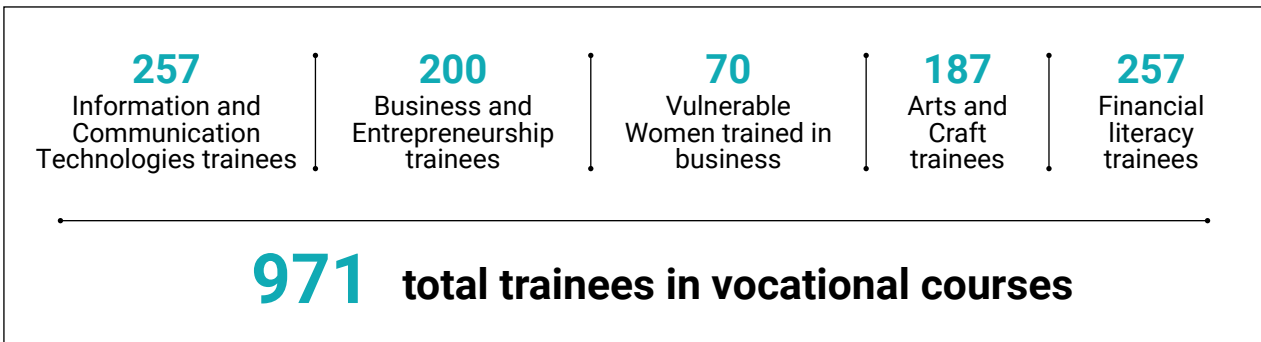 257
Information and
Communication
Technologies trainees
200
Business and
Entrepreneurship
trainees
70
Vulnerable
Women trained in
business
187
Arts and
Craft
trainees
257
Financial
literacy
trainees
971 total trainees in vocational courses